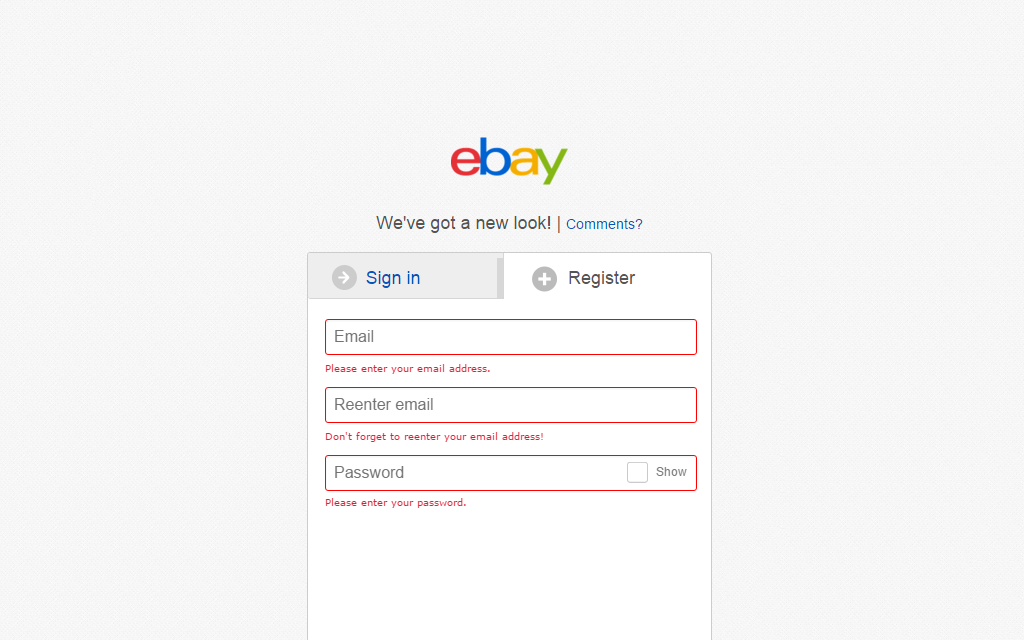 ebay
We've got a new look! | Comments?
Sign in
Register
Email
Please enter your email address.
Reenter email
Don't forget to reenter your email address!
Password
Show
Please enter your password.